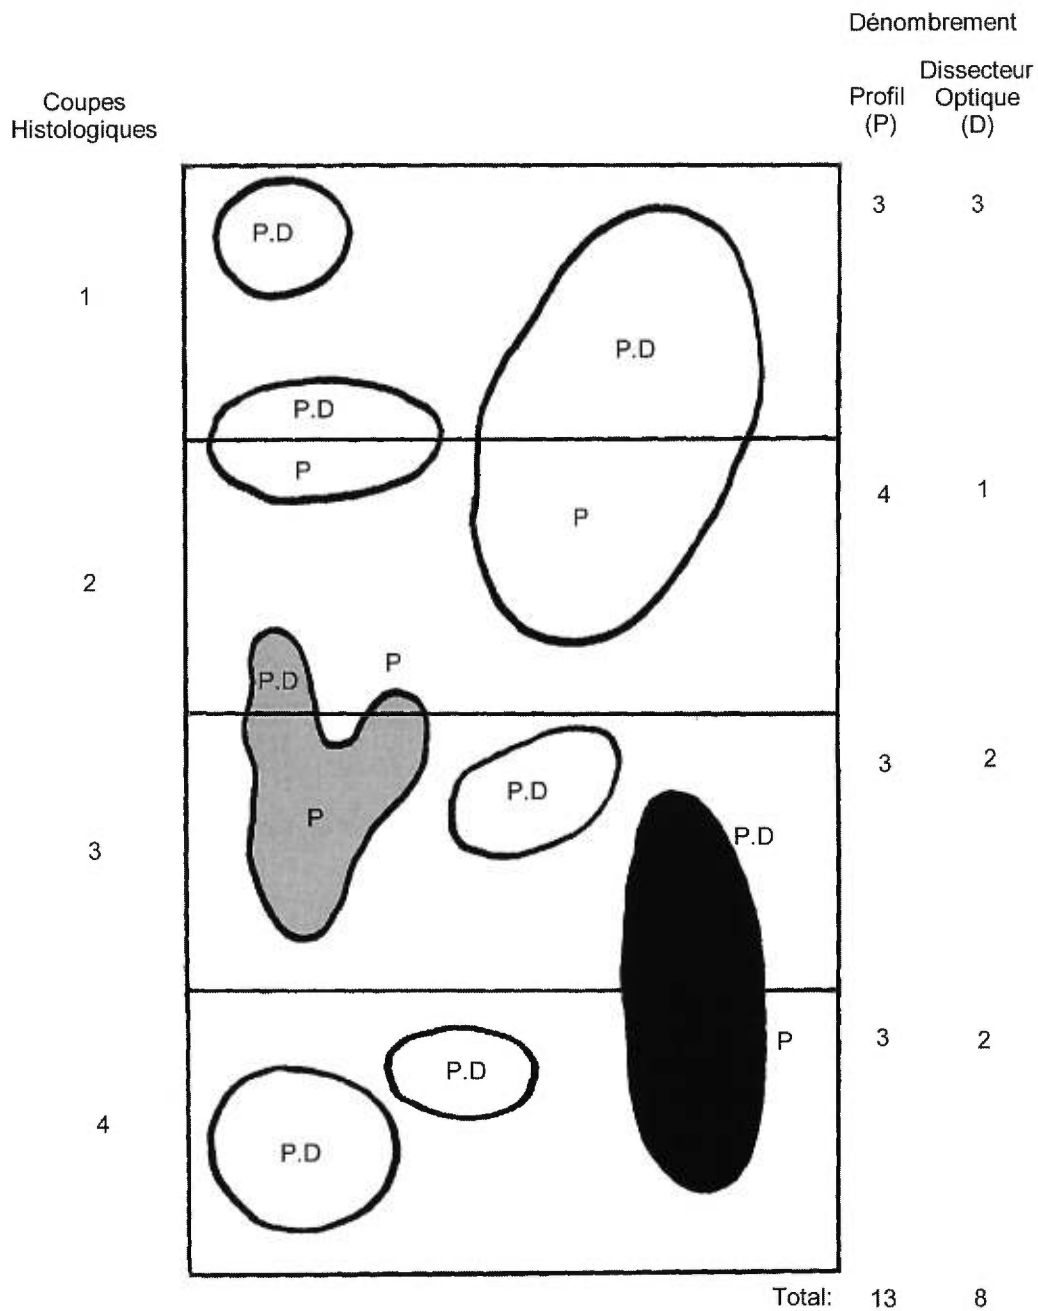 Dénombrement
Coupes
Histologiques
Profil
(P)
Dissecteur
Optique
(D)
P.D
3
3
1
P.D
P.D
P
4
1
P
2
P
P.D
3
2
P.D
P.D
P
3
P
3
2
P.D
4
P.D
Total:
13
8